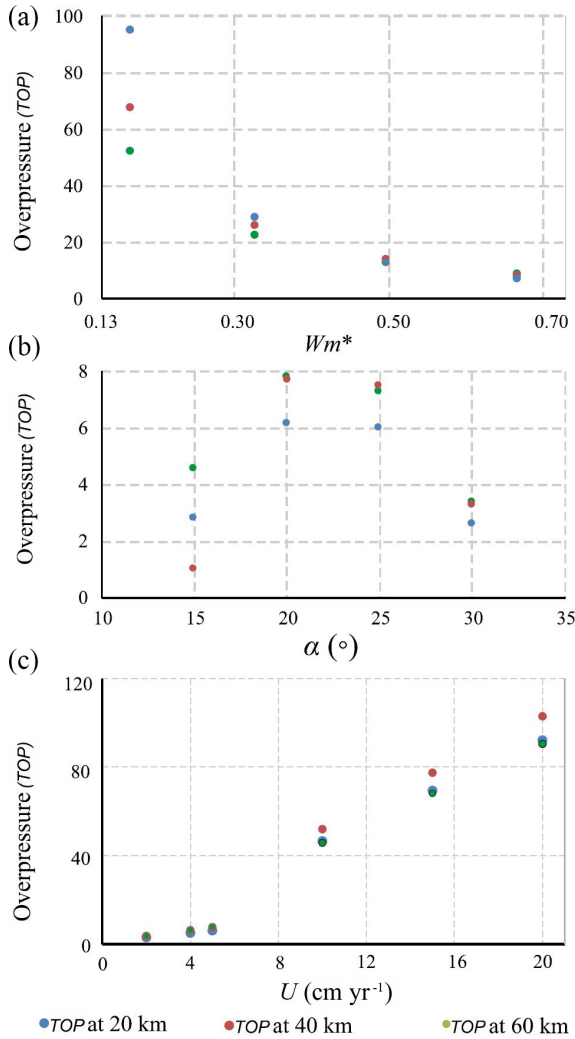 (a)
Overpressure (TOP)
100
80
60
40
20
0
0.13 0.30 0.50 0.70
Wm*
(b)
Overpressure (TOP)
8
6
4
2
0
10 15 20 25 30 35
α (°)
(c)
Overpressure (TOP)
120
80
40
0
0 4 8 12 16 20
U (cm yr⁻¹)
TOP at 20 km TOP at 40 km TOP at 60 km